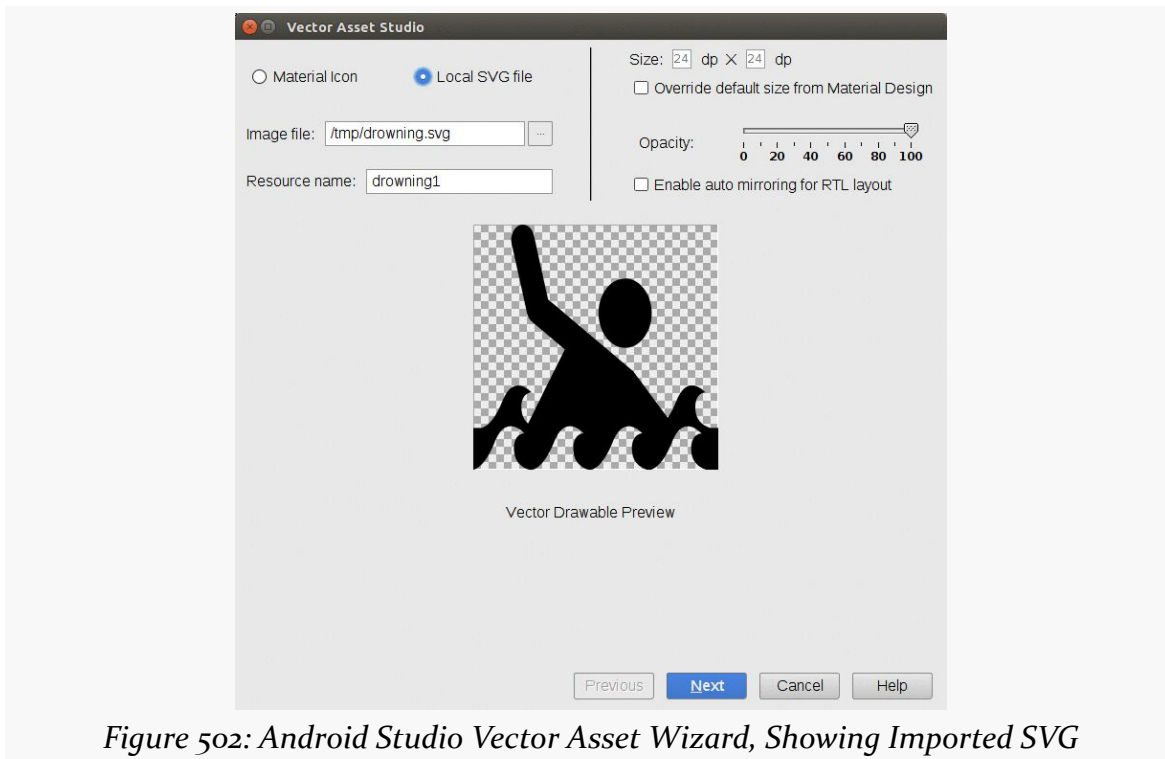 Vector Asset Studio
Material Icon
Local SVG file
Image file: /tmp/drowning.svg ...
Resource name: drowning1
Size: 24 dp X 24 dp
Override default size from Material Design
Opacity:
0 20 40 60 80 100
Enable auto mirroring for RTL layout
Vector Drawable Preview
Previous Next Cancel Help
Figure 502: Android Studio Vector Asset Wizard, Showing Imported SVG